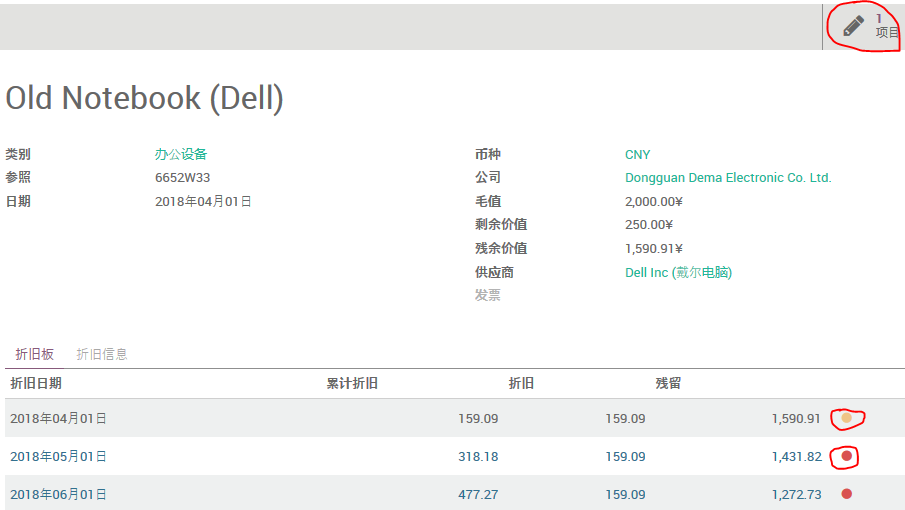 1
项目
Old Notebook (Dell)
类别 办公设备
参照 6652W33
日期 2018年04月01日
币种 CNY
公司 Dongguan Dema Electronic Co. Ltd.
毛值 2,000.00¥
剩余价值 250.00¥
残余价值 1,590.91¥
供应商 Dell Inc (戴尔电脑)
发票
折旧板 折旧信息
折旧日期 累计折旧 折旧 残留
2018年04月01日 159.09 159.09 1,590.91
2018年05月01日 318.18 159.09 1,431.82
2018年06月01日 477.27 159.09 1,272.73